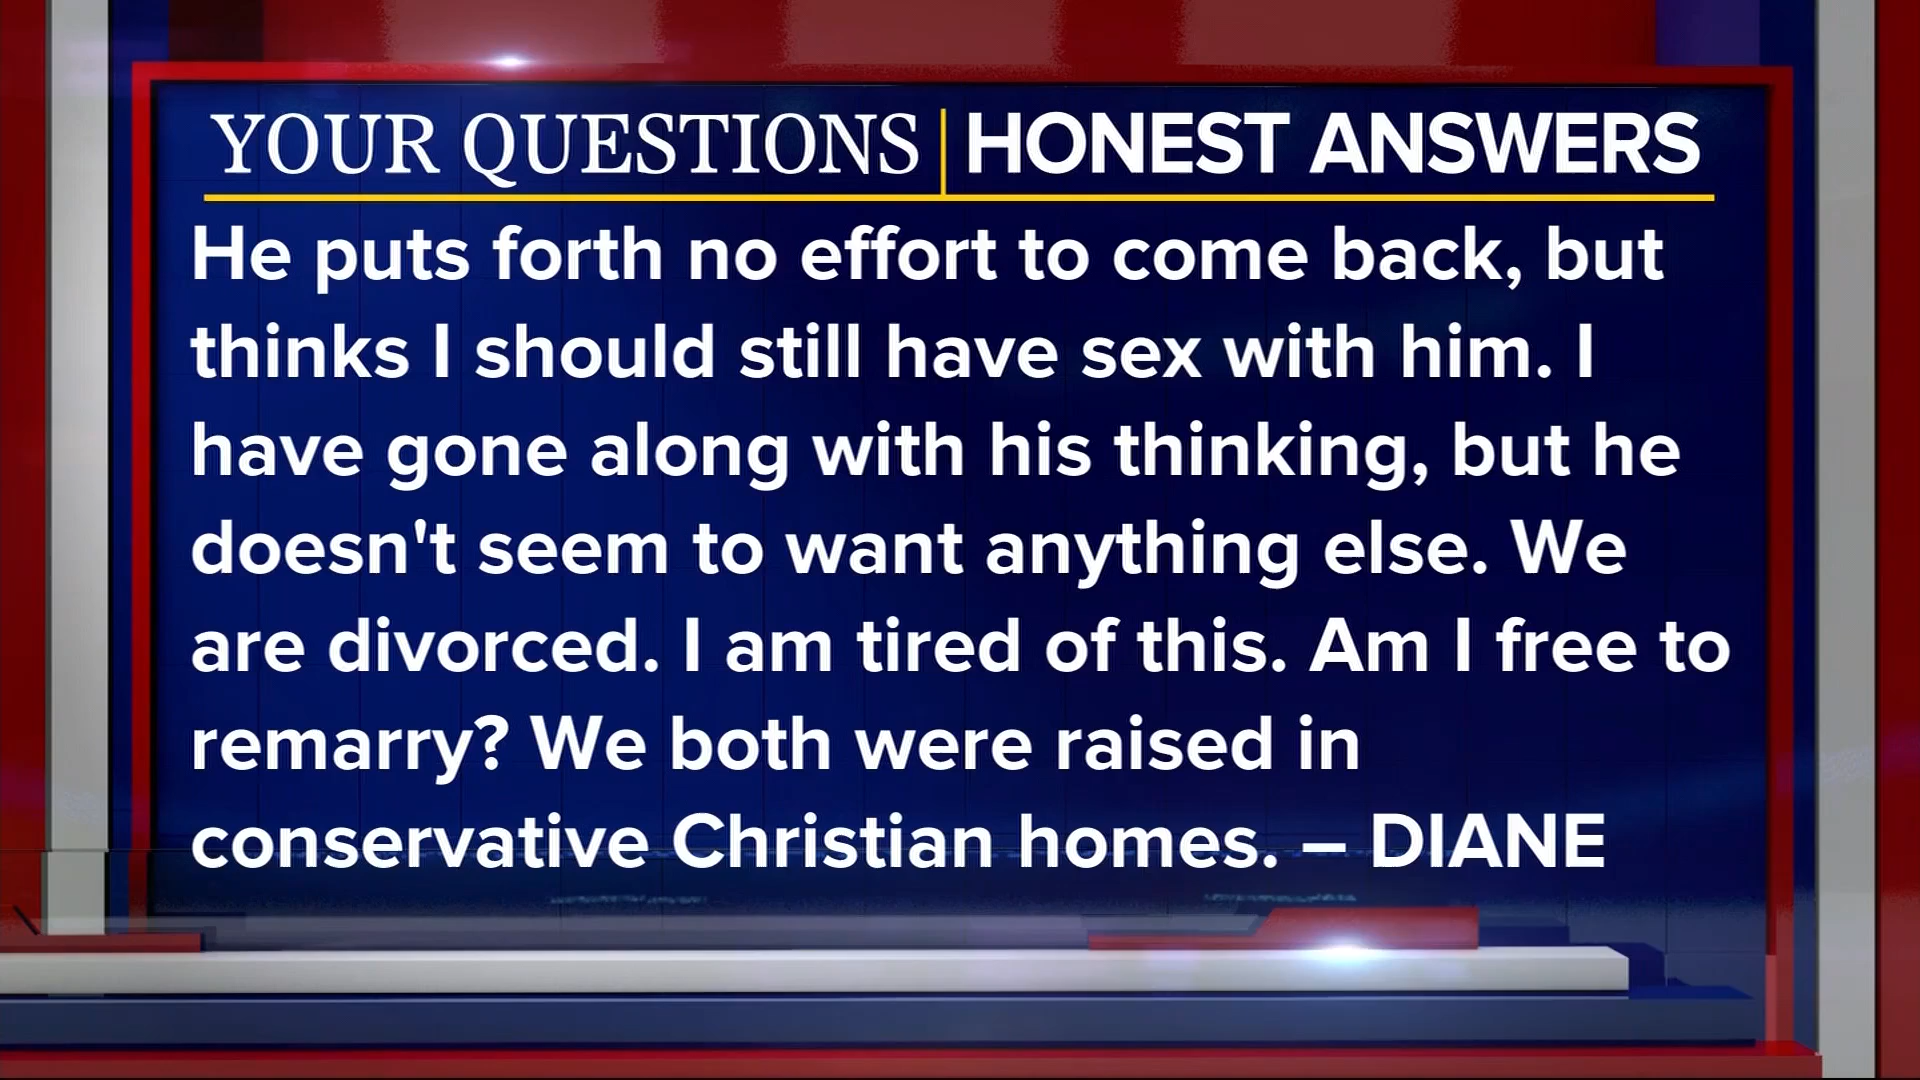 YOUR QUESTIONS | HONEST ANSWERS
He puts forth no effort to come back, but
thinks I should still have sex with him. I
have gone along with his thinking, but he
doesn't seem to want anything else. We
are divorced. I am tired of this. Am I free to
remarry? We both were raised in
conservative Christian homes. – DIANE